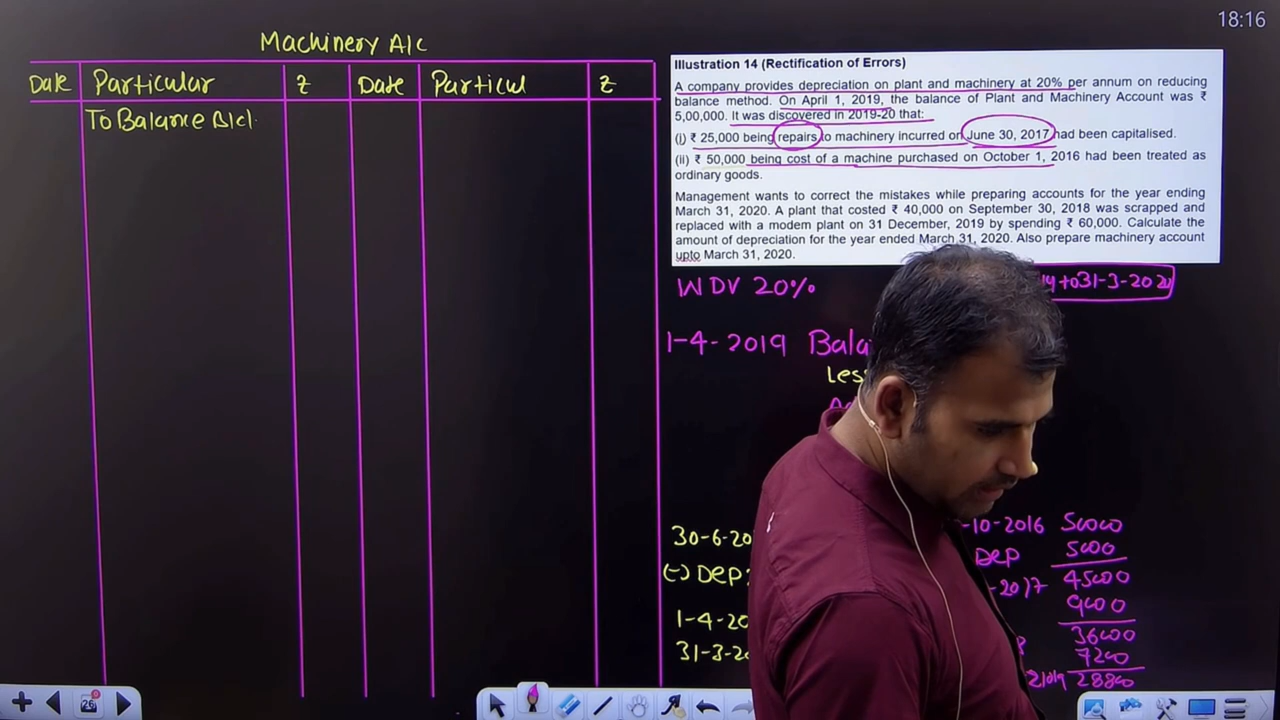 18:16
Machinery A/c
Date Particular ₹ Date Particul ₹
To Balance B/d.
Illustration 14 (Rectification of Errors)
A company provides depreciation on plant and machinery at 20% per annum on reducing
balance method. On April 1, 2019, the balance of Plant and Machinery Account was ₹
5,00,000. It was discovered in 2019-20 that:
(i) ₹ 25,000 being repairs to machinery incurred on June 30, 2017 had been capitalised.
(ii) ₹ 50,000 being cost of a machine purchased on October 1, 2016 had been treated as
ordinary goods.
Management wants to correct the mistakes while preparing accounts for the year ending
March 31, 2020. A plant that costed ₹ 40,000 on September 30, 2018 was scrapped and
replaced with a modem plant on 31 December, 2019 by spending ₹ 60,000. Calculate the
amount of depreciation for the year ended March 31, 2020. Also prepare machinery account
upto March 31, 2020.
WDV 20%
to 31-3-2020
1-4-2019 Bala
Les
30-6-20
(-) Dep
1-4-20
31-3-20
-10-2016 50000
Dep 5000
45000
-2017
9000
36000
7200
2019 28800
26